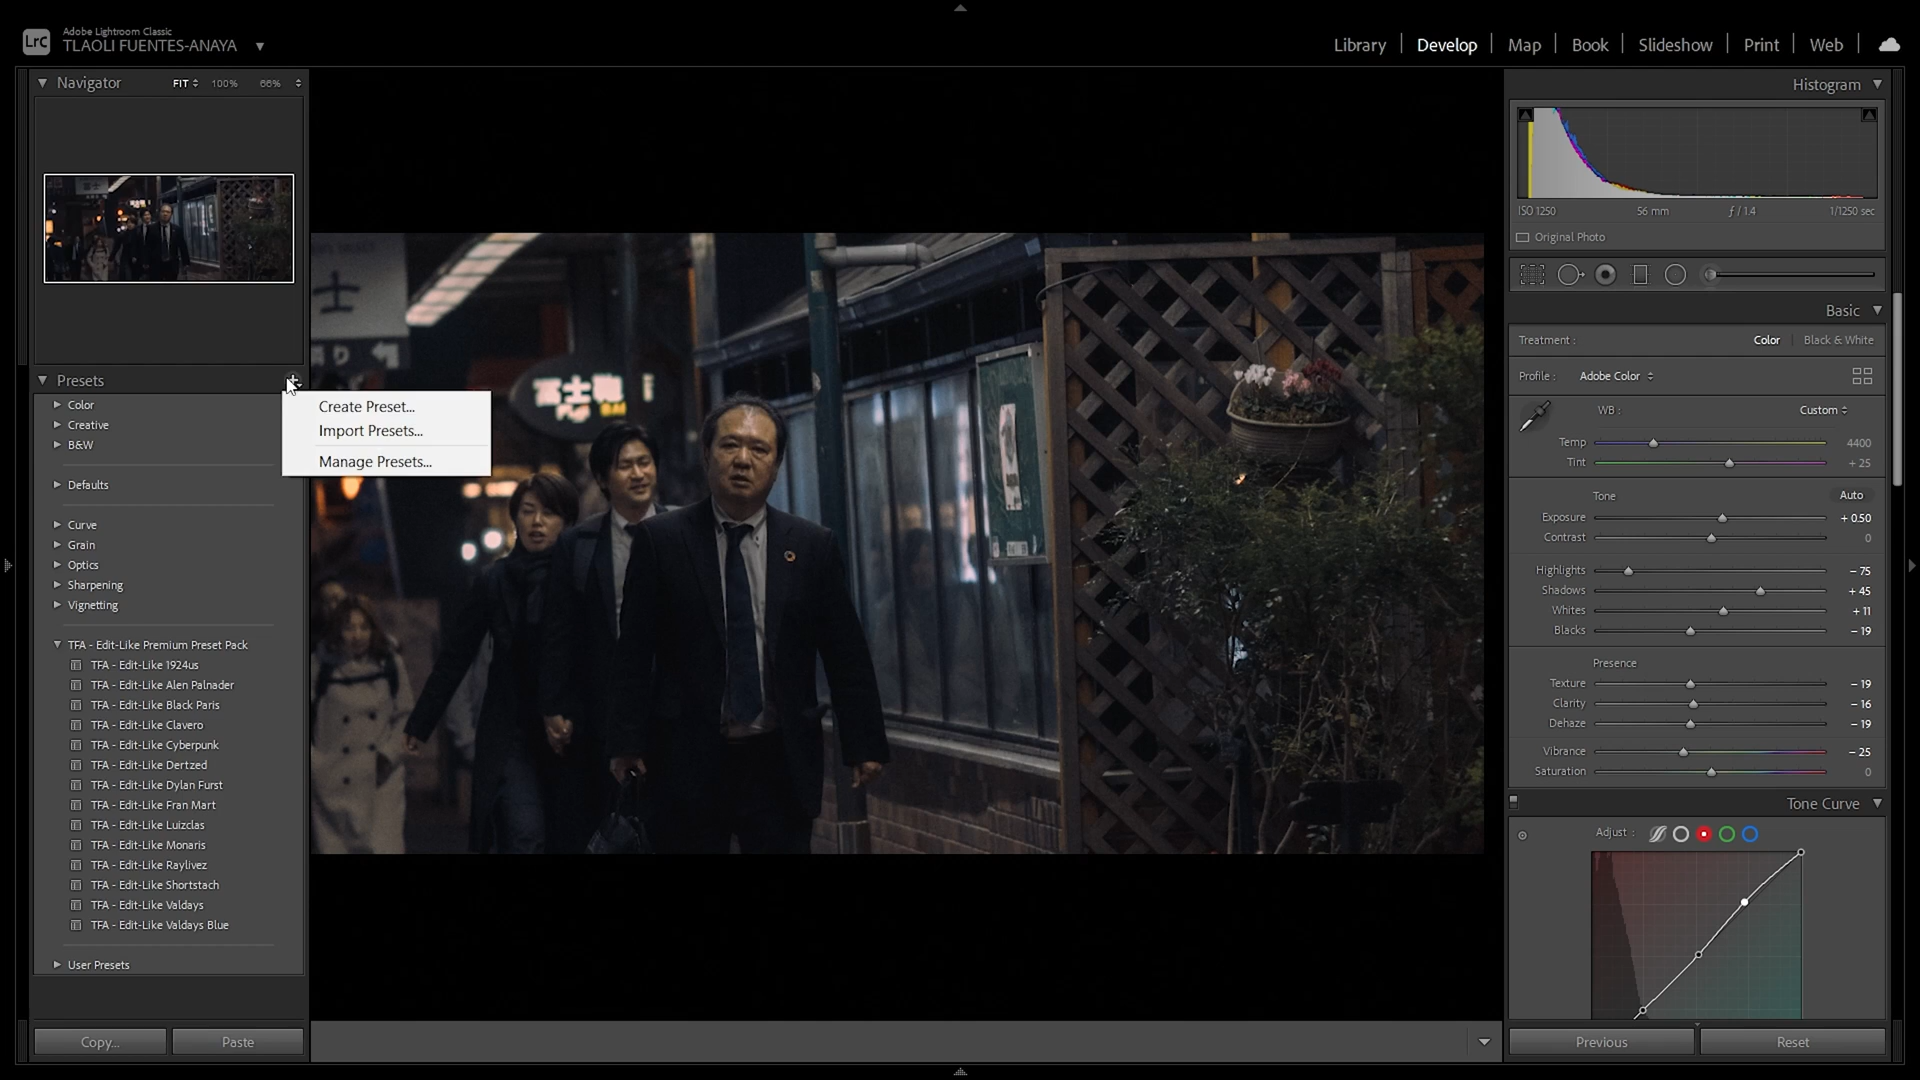 Adobe Lightroom Classic
LrC
TLAOLI FUENTES-ANAYA
Library
Develop
Map
Book
Slideshow
Print
Web
Navigator
FIT
100%
66%
Presets
Color
Creative
B&W
Defaults
Curve
Grain
Optics
Sharpening
Vignetting
TFA - Edit-Like Premium Preset Pack
TFA - Edit-Like 1924us
TFA - Edit-Like Alen Palnader
TFA - Edit-Like Black Paris
TFA - Edit-Like Clavero
TFA - Edit-Like Cyberpunk
TFA - Edit-Like Dertzed
TFA - Edit-Like Dylan Furst
TFA - Edit-Like Fran Mart
TFA - Edit-Like Luizclas
TFA - Edit-Like Monaris
TFA - Edit-Like Raylivez
TFA - Edit-Like Shortstach
TFA - Edit-Like Valdays
TFA - Edit-Like Valdays Blue
User Presets
Copy...
Paste
Create Preset...
Import Presets...
Manage Presets...
士
り
富士
Histogram
ISO 1250
56 mm
ƒ / 1.4
1/1250 sec
Original Photo
Basic
Treatment :
Color
Black & White
Profile :
Adobe Color
WB :
Custom
Temp
4400
Tint
+ 25
Tone
Auto
Exposure
+ 0.50
Contrast
0
Highlights
– 75
Shadows
+ 45
Whites
+ 11
Blacks
– 19
Presence
Texture
– 19
Clarity
– 16
Dehaze
– 19
Vibrance
– 25
Saturation
0
Tone Curve
Adjust :
Previous
Reset